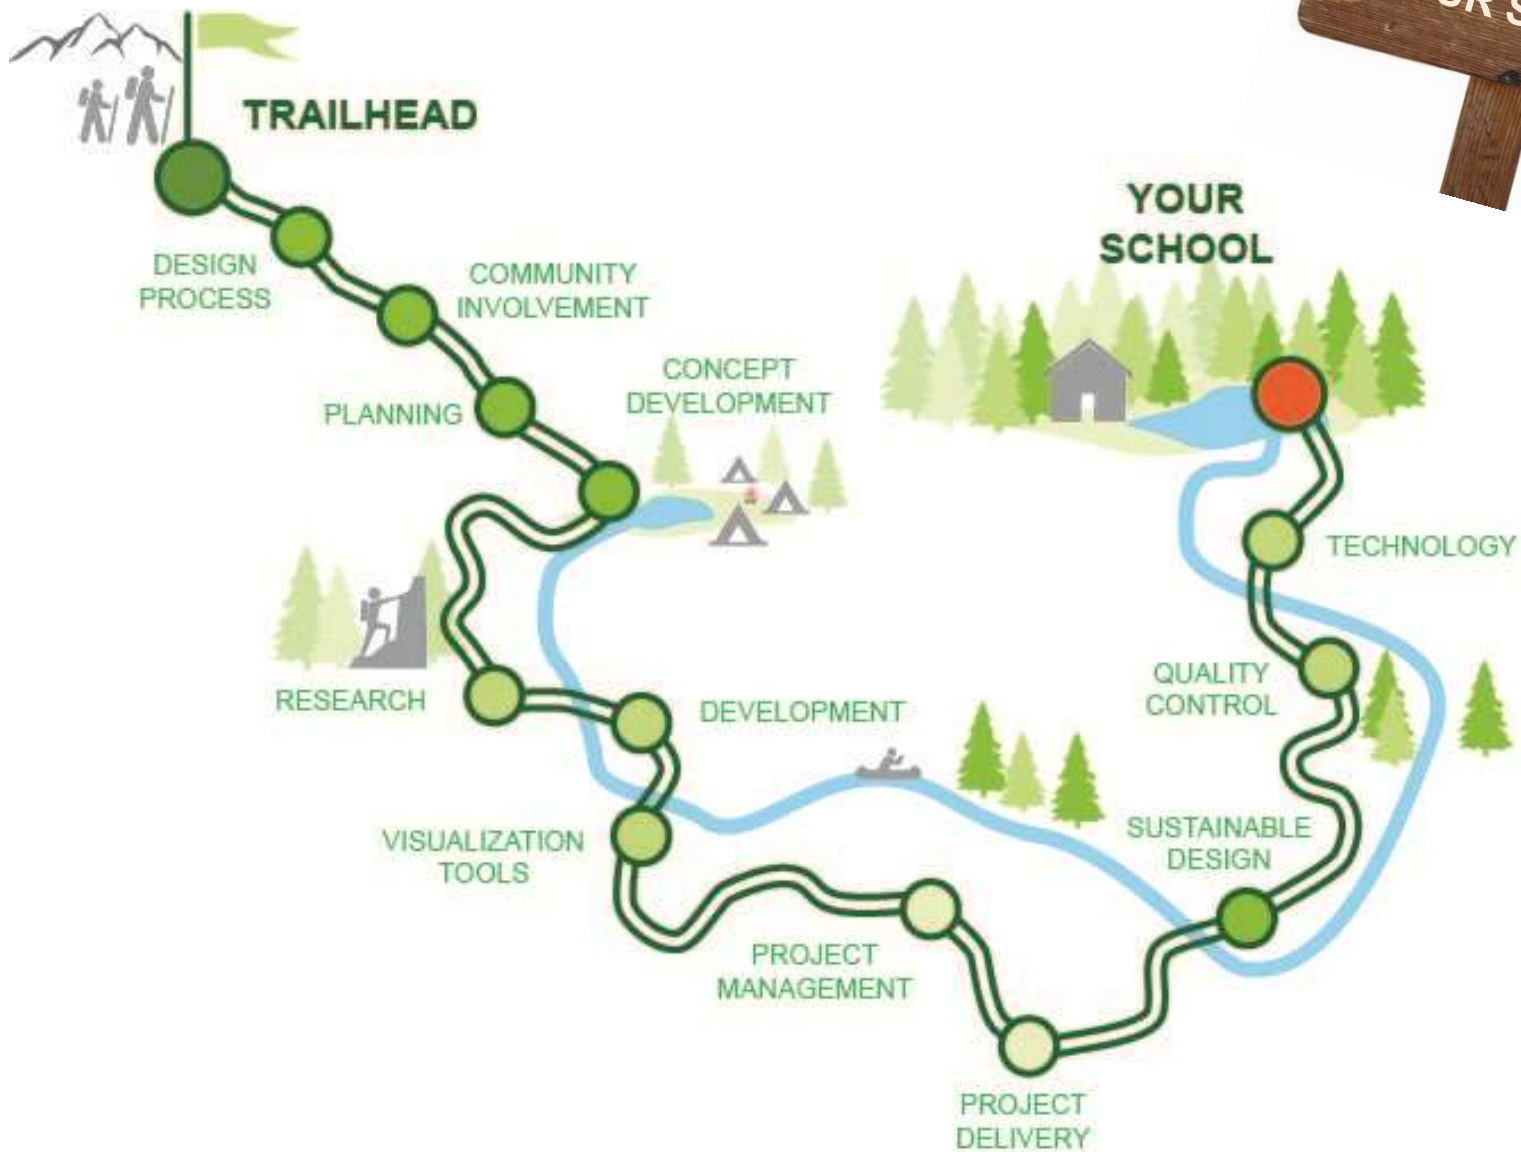 TRAILHEAD
DESIGN
PROCESS
COMMUNITY
INVOLVEMENT
PLANNING
CONCEPT
DEVELOPMENT
RESEARCH
DEVELOPMENT
VISUALIZATION
TOOLS
PROJECT
MANAGEMENT
PROJECT
DELIVERY
SUSTAINABLE
DESIGN
QUALITY
CONTROL
TECHNOLOGY
YOUR
SCHOOL